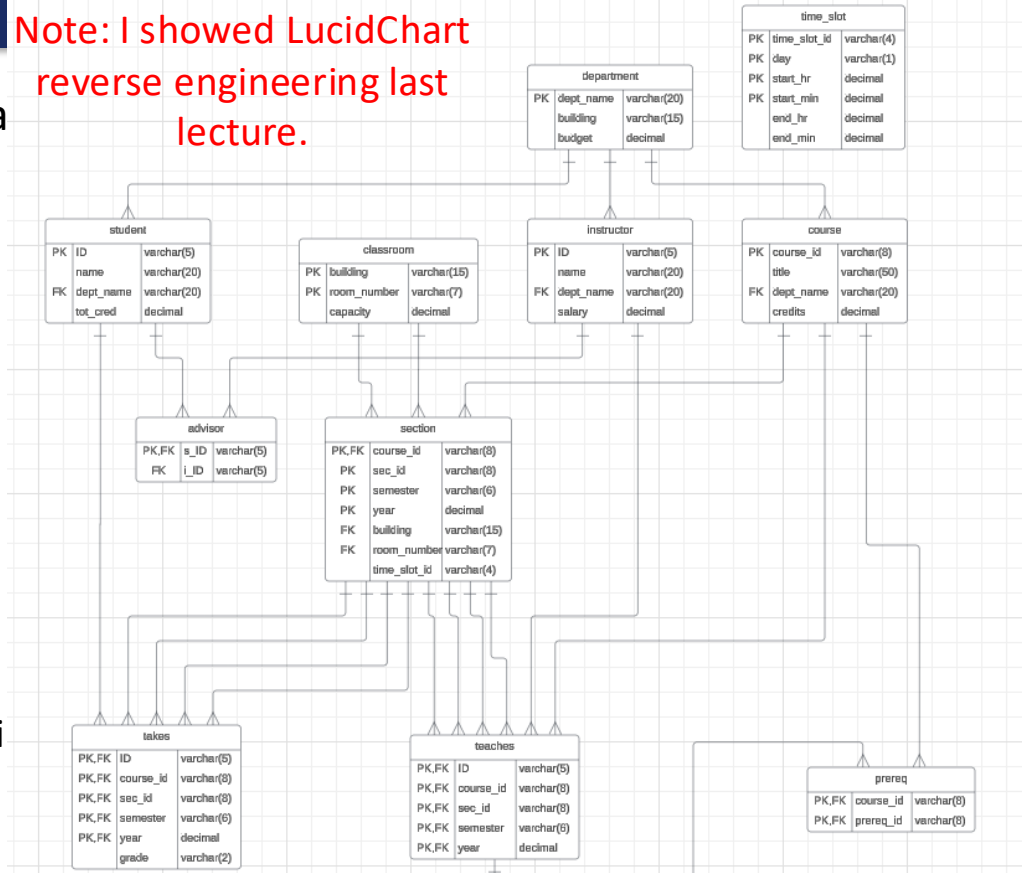 Note: I showed LucidChart
reverse engineering last
lecture.
a
i
time_slot
PK time_slot_id varchar(4)
PK day varchar(1)
PK start_hr decimal
PK start_min decimal
end_hr decimal
end_min decimal
department
PK dept_name varchar(20)
building varchar(15)
budget decimal
student
PK ID varchar(5)
name varchar(20)
FK dept_name varchar(20)
tot_cred decimal
classroom
PK building varchar(15)
PK room_number varchar(7)
capacity decimal
instructor
PK ID varchar(5)
name varchar(20)
FK dept_name varchar(20)
salary decimal
course
PK course_id varchar(8)
title varchar(50)
FK dept_name varchar(20)
credits decimal
advisor
PK,FK s_ID varchar(5)
FK i_ID varchar(5)
section
PK,FK course_id varchar(8)
PK sec_id varchar(8)
PK semester varchar(6)
PK year decimal
FK building varchar(15)
FK room_number varchar(7)
time_slot_id varchar(4)
takes
PK,FK ID varchar(5)
PK,FK course_id varchar(8)
PK,FK sec_id varchar(8)
PK,FK semester varchar(6)
PK,FK year decimal
grade varchar(2)
teaches
PK,FK ID varchar(5)
PK,FK course_id varchar(8)
PK,FK sec_id varchar(8)
PK,FK semester varchar(6)
PK,FK year decimal
prereq
PK,FK course_id varchar(8)
PK,FK prereq_id varchar(8)